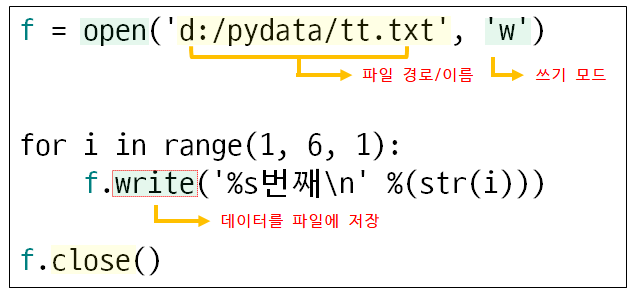 f = open('d:/pydata/tt.txt', 'w')
파일 경로/이름 쓰기 모드
for i in range(1, 6, 1):
    f.write('%s번째\n' %(str(i)))
데이터를 파일에 저장
f.close()